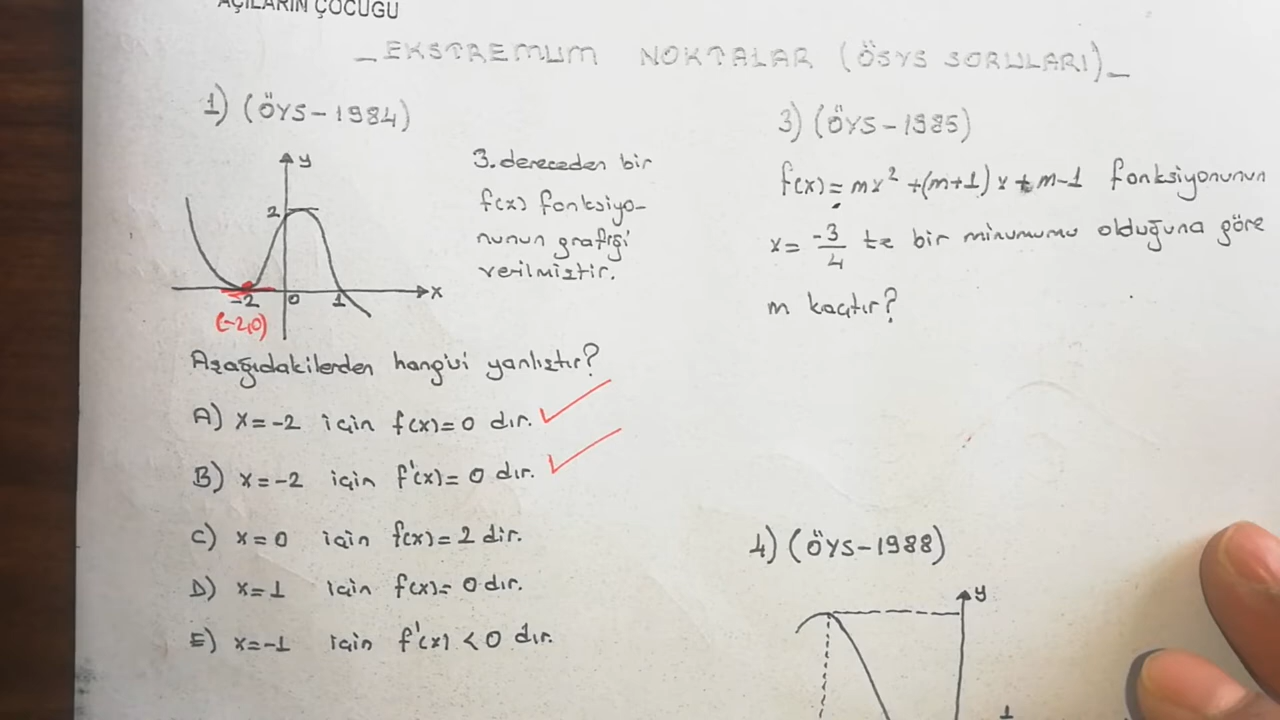 AÇILARIN ÇOCUĞU
_EKSTREMUM NOKTALAR (ÖSYS SORULARI)_
1) (ÖYS-1984)
y
2
-2
0
1
x
(-2,0)
3. dereceden bir
f(x) fonksiyo-
nunun grafiği
verilmiştir.
Aşağıdakilerden hangisi yanlıştır?
A) x=-2 için f(x)=0 dır.
B) x=-2 için f'(x)=0 dır.
C) x=0 için f(x)=2 dir.
D) x=1 için f(x)=0 dır.
E) x=-1 için f'(x) <0 dır.
3) (ÖYS-1985)
f(x)=mx² +(m+1) x + m-1 fonksiyonunun
x= -3/4 te bir minumumu olduğuna göre
m kaçtır?
4) (ÖYS-1988)
y
1